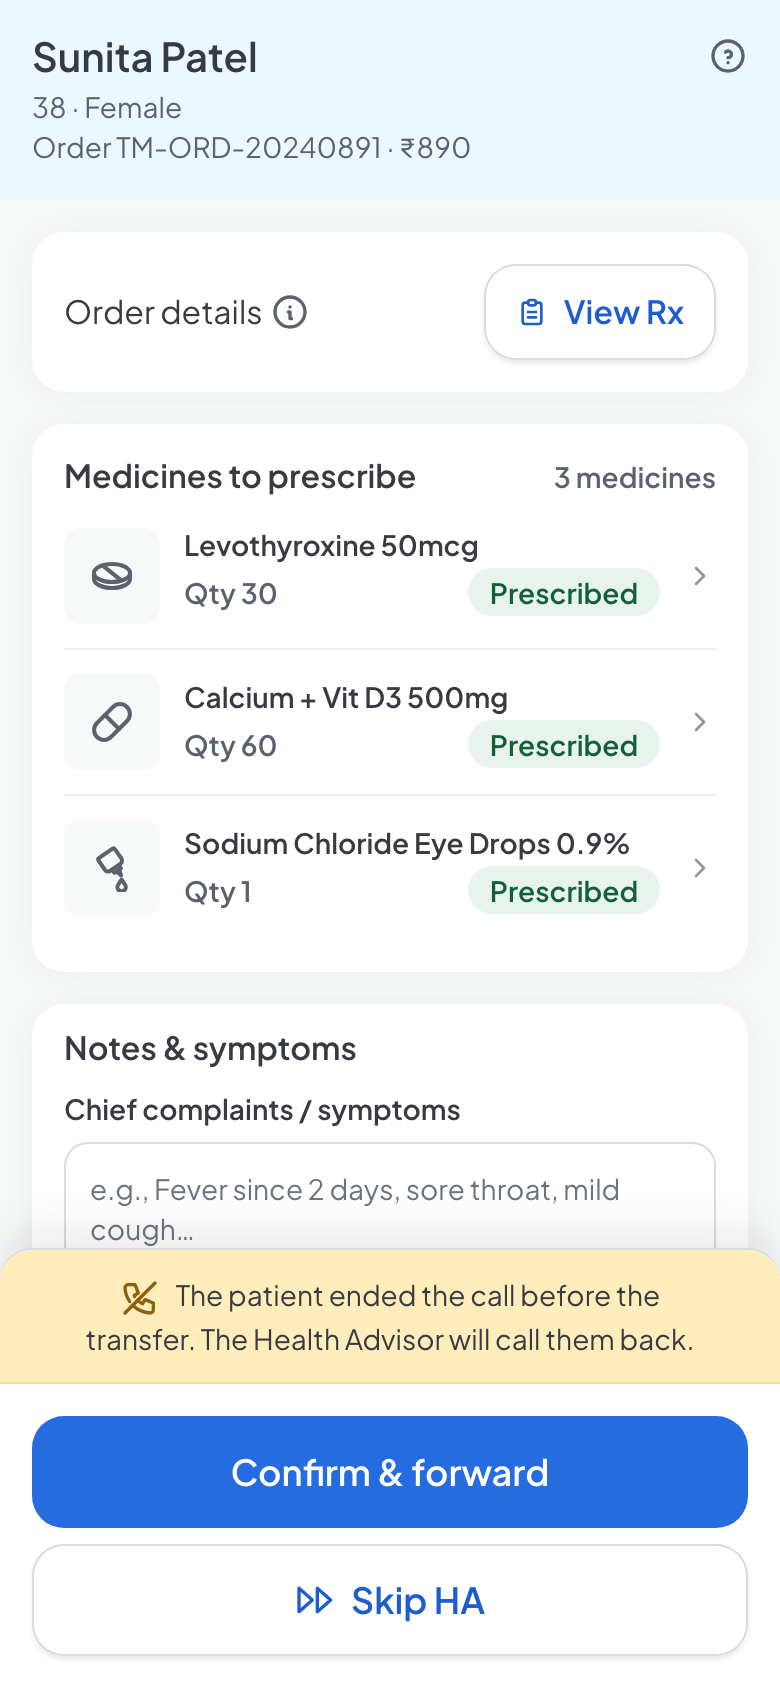 Sunita Patel
38 · Female
Order TM-ORD-20240891 · ₹890
Order details
View Rx
Medicines to prescribe
3 medicines
Levothyroxine 50mcg
Qty 30
Prescribed
Calcium + Vit D3 500mg
Qty 60
Prescribed
Sodium Chloride Eye Drops 0.9%
Qty 1
Prescribed
Notes & symptoms
Chief complaints / symptoms
e.g., Fever since 2 days, sore throat, mild
cough…
The patient ended the call before the
transfer. The Health Advisor will call them back.
Confirm & forward
Skip HA